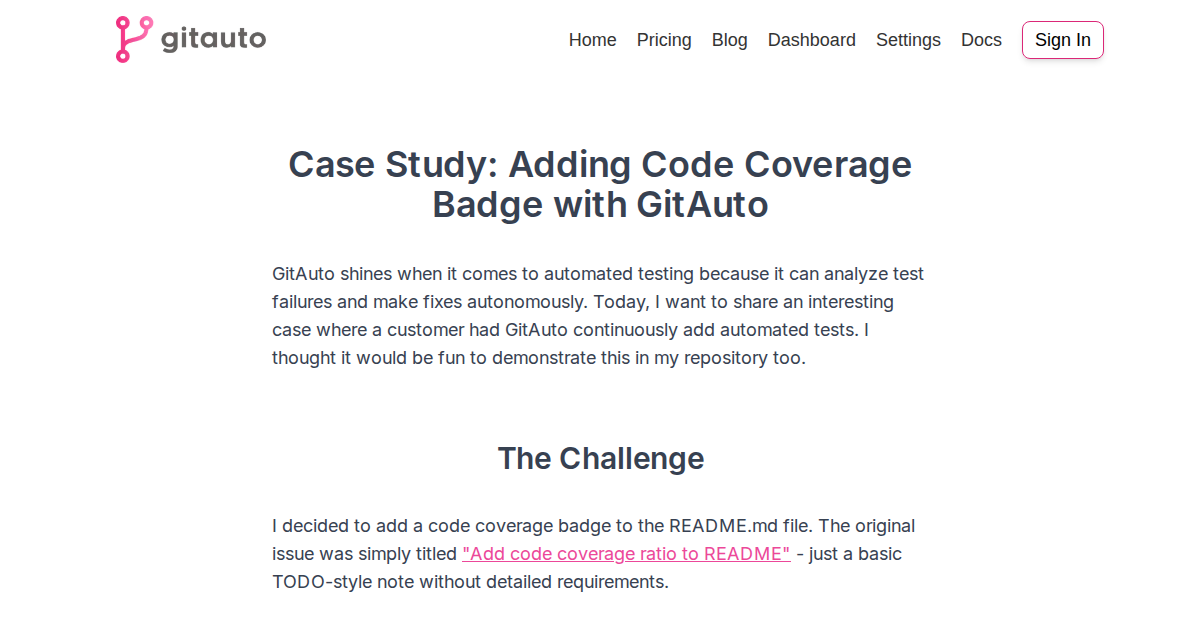 gitauto
Home Pricing Blog Dashboard Settings Docs Sign In
Case Study: Adding Code Coverage
Badge with GitAuto
GitAuto shines when it comes to automated testing because it can analyze test
failures and make fixes autonomously. Today, I want to share an interesting
case where a customer had GitAuto continuously add automated tests. I
thought it would be fun to demonstrate this in my repository too.
The Challenge
I decided to add a code coverage badge to the README.md file. The original
issue was simply titled "Add code coverage ratio to README" - just a basic
TODO-style note without detailed requirements.